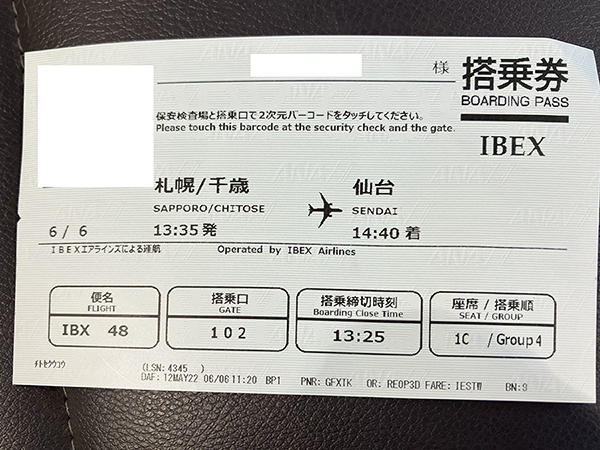 様
搭乗券
BOARDING PASS
保安検査場と搭乗口で2次元バーコードをタッチしてください。
Please touch this barcode at the security check and the gate.
IBEX
札幌/千歳 仙台
SAPPORO/CHITOSE SENDAI
6/ 6 13:35発 14:40着
IBEXエアラインズによる運航 Operated by IBEX Airlines
便名 搭乗口 搭乗締切時刻 座席 / 搭乗順
FLIGHT GATE Boarding Close Time SEAT / GROUP
IBX 48 102 13:25 1C / Group 4
(LSN:4345 )
DAF:12MAY22 06/06 11:20 BP1 PNR: GFXTK OR: REOP3D FARE: IESTW BN:9